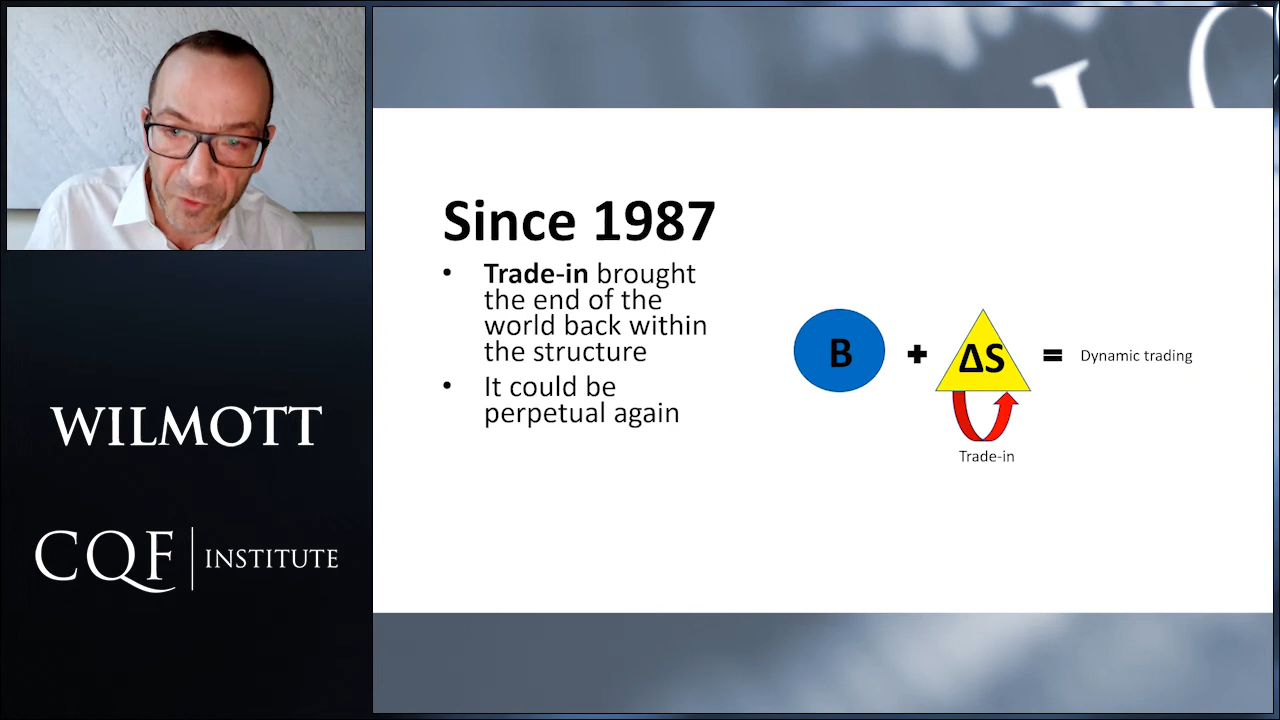 WILMOTT
CQF INSTITUTE
Since 1987
• Trade-in brought
the end of the
world back within
the structure
• It could be
perpetual again
B + ΔS = Dynamic trading
Trade-in